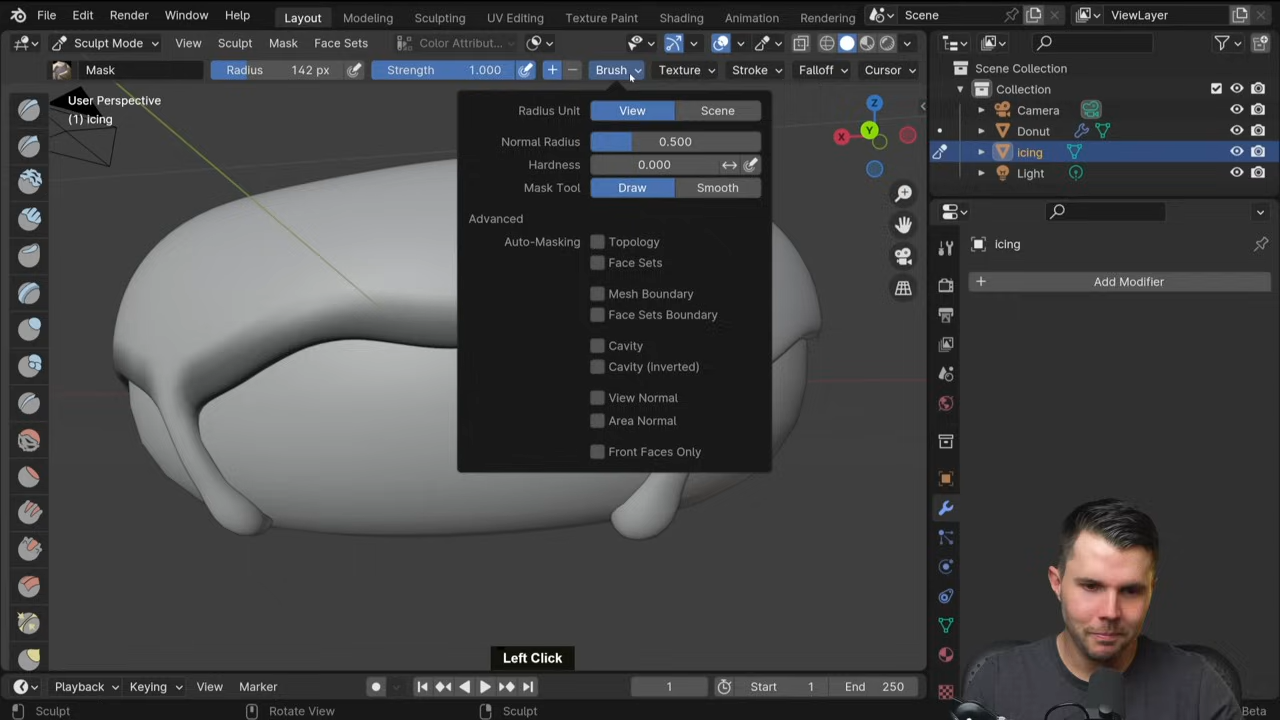 File Edit Render Window Help Layout Modeling Sculpting UV Editing Texture Paint Shading Animation Rendering Scene ViewLayer
Sculpt Mode View Sculpt Mask Face Sets Color Attribut...
Mask Radius 142 px Strength 1.000 Brush Texture Stroke Falloff Cursor
User Perspective
(1) icing
Radius Unit View Scene
Normal Radius 0.500
Hardness 0.000
Mask Tool Draw Smooth
Advanced
Auto-Masking Topology
Face Sets
Mesh Boundary
Face Sets Boundary
Cavity
Cavity (inverted)
View Normal
Area Normal
Front Faces Only
Z
X
Y
Scene Collection
Collection
Camera
Donut
icing
Light
icing
Add Modifier
Left Click
Playback Keying View Marker 1 Start 1 End 250
Sculpt Rotate View Sculpt Beta